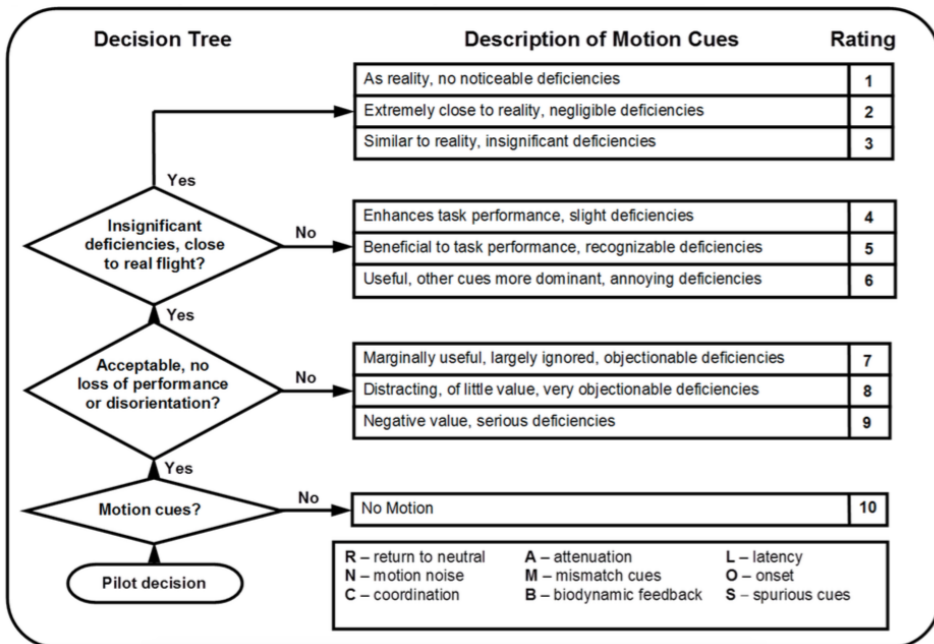 Decision Tree
Description of Motion Cues
Rating
As reality, no noticeable deficiencies
1
Extremely close to reality, negligible deficiencies
2
Similar to reality, insignificant deficiencies
3
Yes
Insignificant
deficiencies, close
to real flight?
No
Enhances task performance, slight deficiencies
4
Beneficial to task performance, recognizable deficiencies
5
Useful, other cues more dominant, annoying deficiencies
6
Yes
Acceptable, no
loss of performance
or disorientation?
No
Marginally useful, largely ignored, objectionable deficiencies
7
Distracting, of little value, very objectionable deficiencies
8
Negative value, serious deficiencies
9
Yes
Motion cues?
No
No Motion
10
Pilot decision
R – return to neutral A – attenuation L – latency
N – motion noise M – mismatch cues O – onset
C – coordination B – biodynamic feedback S – spurious cues